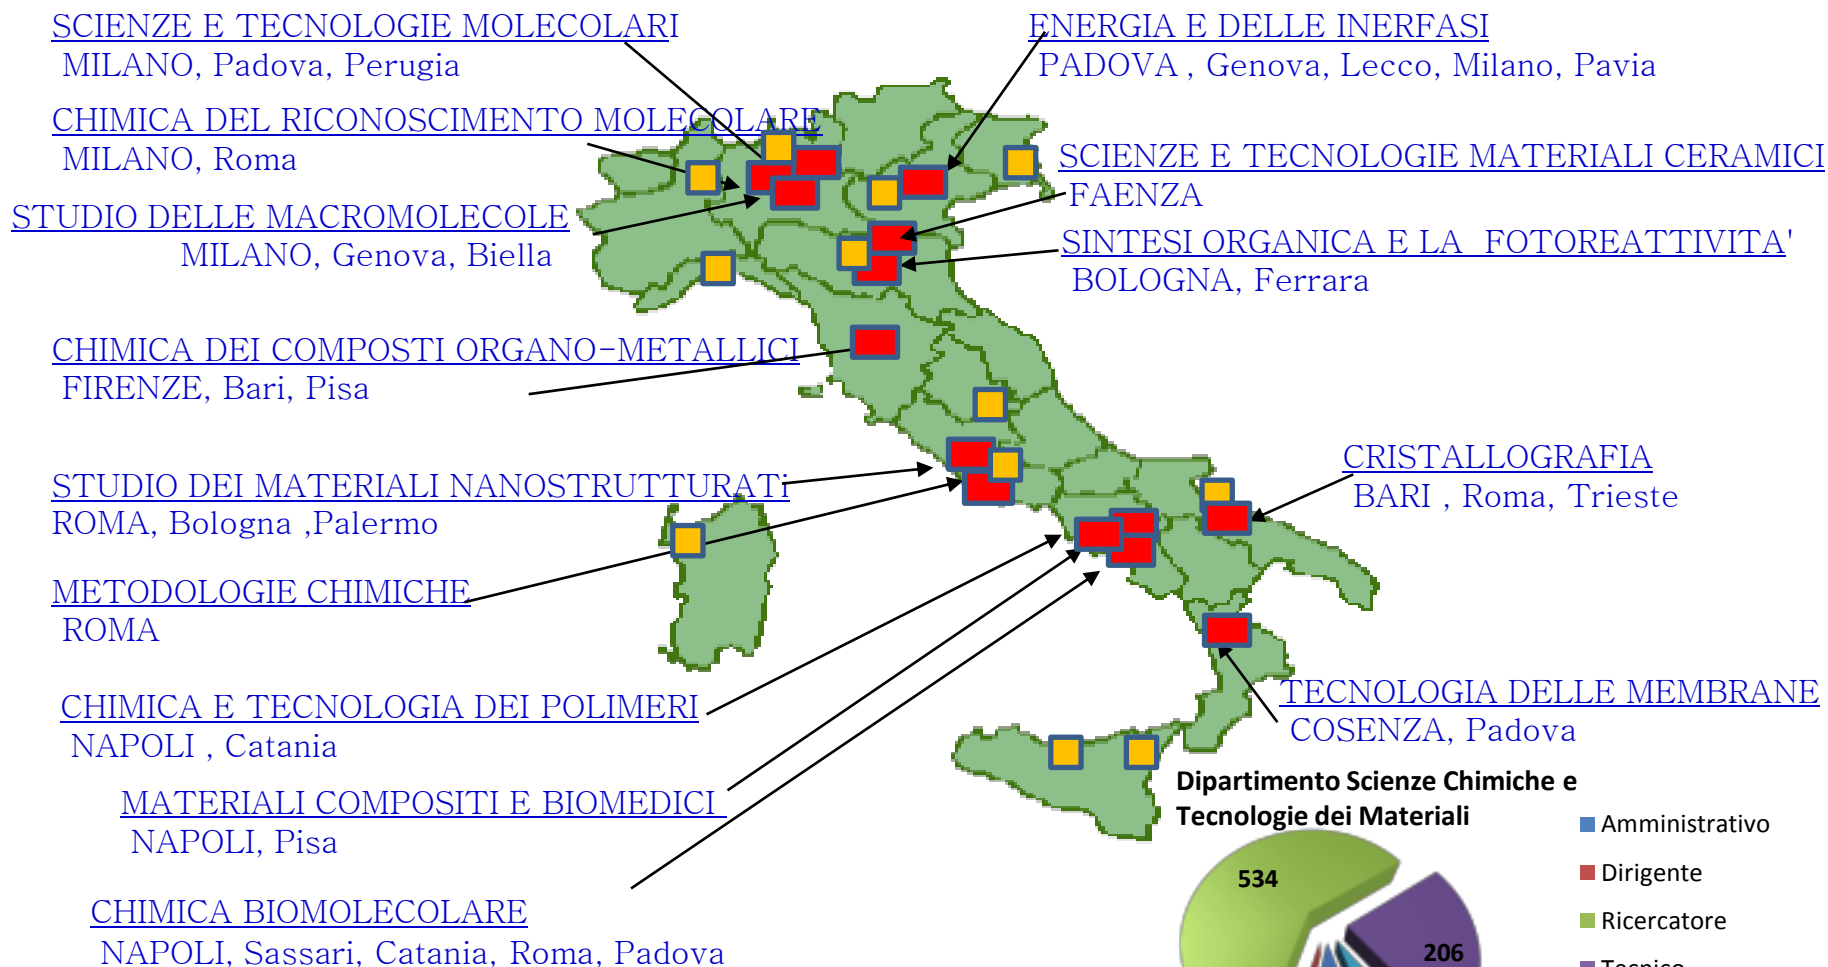 SCIENZE E TECNOLOGIE MOLECOLARI
MILANO, Padova, Perugia
CHIMICA DEL RICONOSCIMENTO MOLECOLARE
MILANO, Roma
STUDIO DELLE MACROMOLECOLE
MILANO, Genova, Biella
CHIMICA DEI COMPOSTI ORGANO-METALLICI
FIRENZE, Bari, Pisa
STUDIO DEI MATERIALI NANOSTRUTTURATi
ROMA, Bologna ,Palermo
METODOLOGIE CHIMICHE
ROMA
CHIMICA E TECNOLOGIA DEI POLIMERI
NAPOLI , Catania
MATERIALI COMPOSITI E BIOMEDICI
NAPOLI, Pisa
CHIMICA BIOMOLECOLARE
NAPOLI, Sassari, Catania, Roma, Padova
ENERGIA E DELLE INERFASI
PADOVA , Genova, Lecco, Milano, Pavia
SCIENZE E TECNOLOGIE MATERIALI CERAMICI
FAENZA
SINTESI ORGANICA E LA FOTOREATTIVITA'
BOLOGNA, Ferrara
CRISTALLOGRAFIA
BARI , Roma, Trieste
TECNOLOGIA DELLE MEMBRANE
COSENZA, Padova
Dipartimento Scienze Chimiche e
Tecnologie dei Materiali
534
206
Amministrativo
Dirigente
Ricercatore
Tecnico